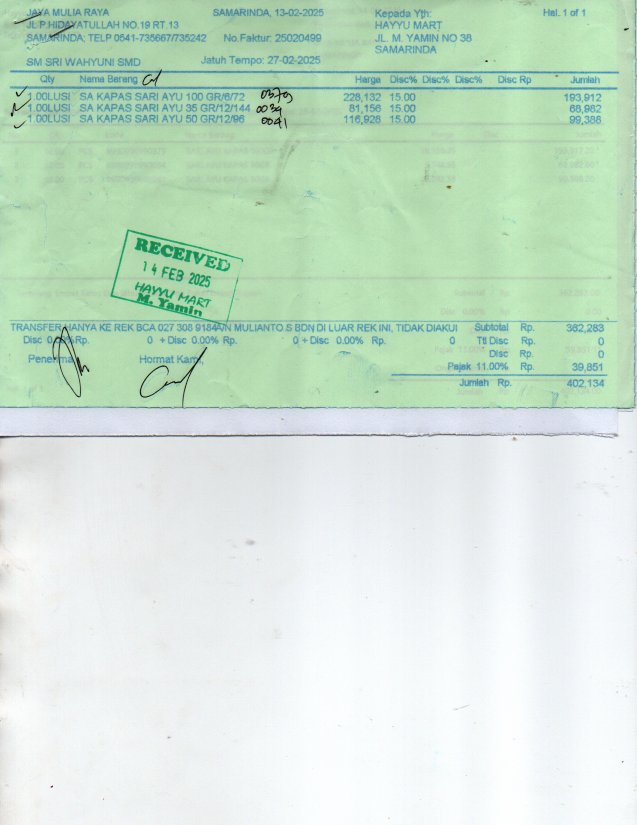 JAYA MULIA RAYA SAMARINDA, 13-02-2025 Kepada Yth: Hal. 1 of 1
JL.P.HIDAYATULLAH NO.19 RT.13 HAYYU MART
SAMARINDA; TELP 0541-735667/735242 No.Faktur: 25020499 JL. M. YAMIN NO 38
SAMARINDA
SM SRI WAHYUNI SMD Jatuh Tempo: 27-02-2025
Qty Nama Barang Harga Disc% Disc% Disc% Disc Rp Jumlah
1.00LUSI SA KAPAS SARI AYU 100 GR/6/72 0379 228,132 15.00 193,912
1.00LUSI SA KAPAS SARI AYU 35 GR/12/144 0039 81,156 15.00 68,982
1.00LUSI SA KAPAS SARI AYU 50 GR/12/96 0041 116,928 15.00 99,388
RECEIVED
14 FEB 2025
HAYYU MART
M. Yamin
TRANSFER HANYA KE REK BCA 027 308 9184 A/N MULIANTO.S BDN DI LUAR REK INI, TIDAK DIAKUI Subtotal Rp. 362,283
Disc 0.00% Rp. 0 + Disc 0.00% Rp. 0 + Disc 0.00% Rp. 0 Ttl Disc Rp. 0
Disc Rp. 0
Penerima, Hormat Kami, Pajak 11.00% Rp. 39,851
Jumlah Rp. 402,134